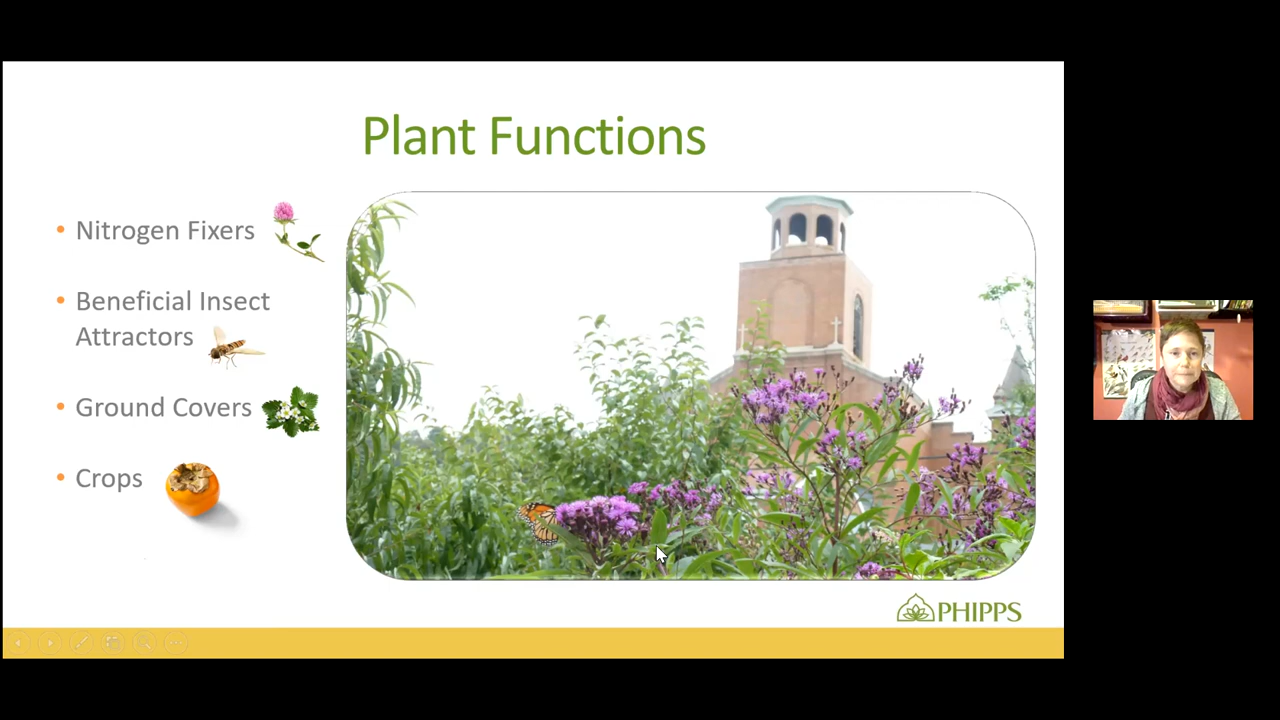 Plant Functions
• Nitrogen Fixers
• Beneficial Insect
Attractors
• Ground Covers
• Crops
PHIPPS